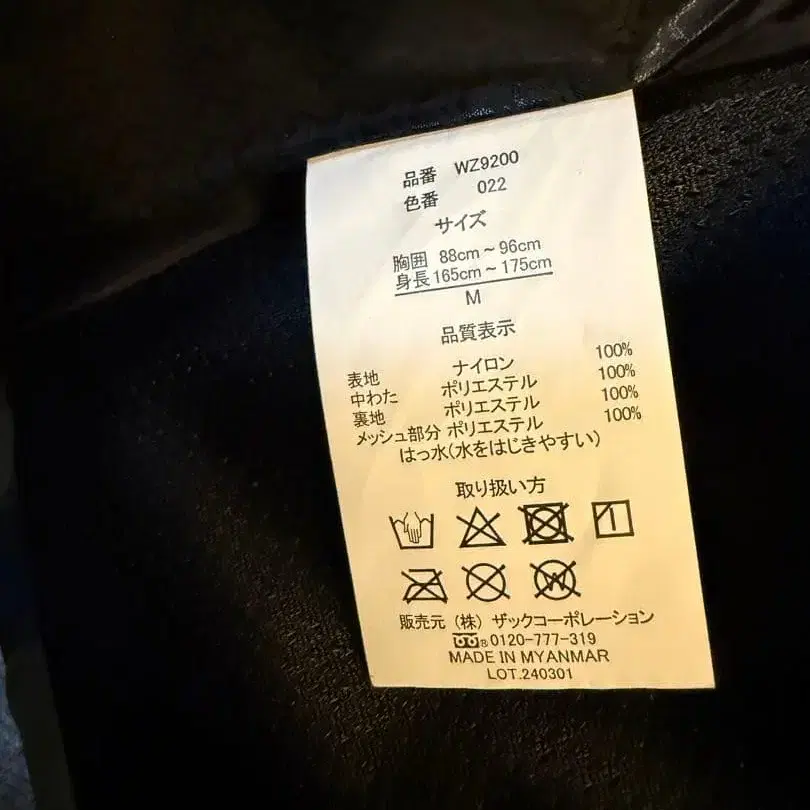 品番 WZ9200
色番 022
サイズ
胸囲 88cm～96cm
身長 165cm～175cm
M
品質表示
表地 ナイロン 100%
中わた ポリエステル 100%
裏地 ポリエステル 100%
メッシュ部分 ポリエステル 100%
はっ水(水をはじきやすい)
取り扱い方
W
販売元 (株) ザックコーポレーション
®0120-777-319
MADE IN MYANMAR
LOT.240301